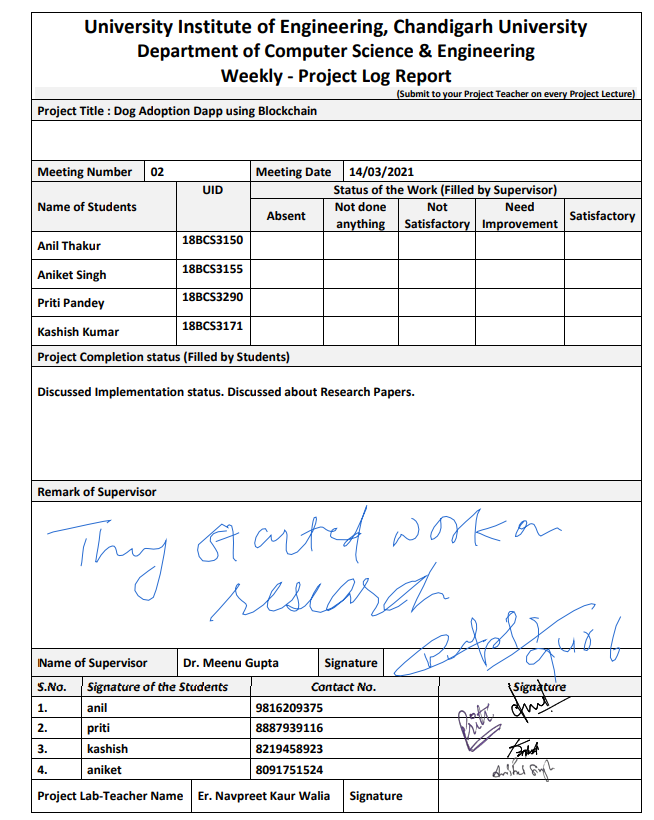 University Institute of Engineering, Chandigarh University
Department of Computer Science & Engineering
Weekly - Project Log Report
(Submit to your Project Teacher on every Project Lecture)
Project Title : Dog Adoption Dapp using Blockchain
Meeting Number 02 Meeting Date 14/03/2021
Name of Students UID Status of the Work (Filled by Supervisor)
Absent Not done anything Not Satisfactory Need Improvement Satisfactory
Anil Thakur 18BCS3150
Aniket Singh 18BCS3155
Priti Pandey 18BCS3290
Kashish Kumar 18BCS3171
Project Completion status (Filled by Students)
Discussed Implementation status. Discussed about Research Papers.
Remark of Supervisor
They started work on
research
Name of Supervisor Dr. Meenu Gupta Signature
S.No. Signature of the Students Contact No. Signature
1. anil 9816209375
2. priti 8887939116 Priti
3. kashish 8219458923
4. aniket 8091751524 Aniket Singh
Project Lab-Teacher Name Er. Navpreet Kaur Walia Signature